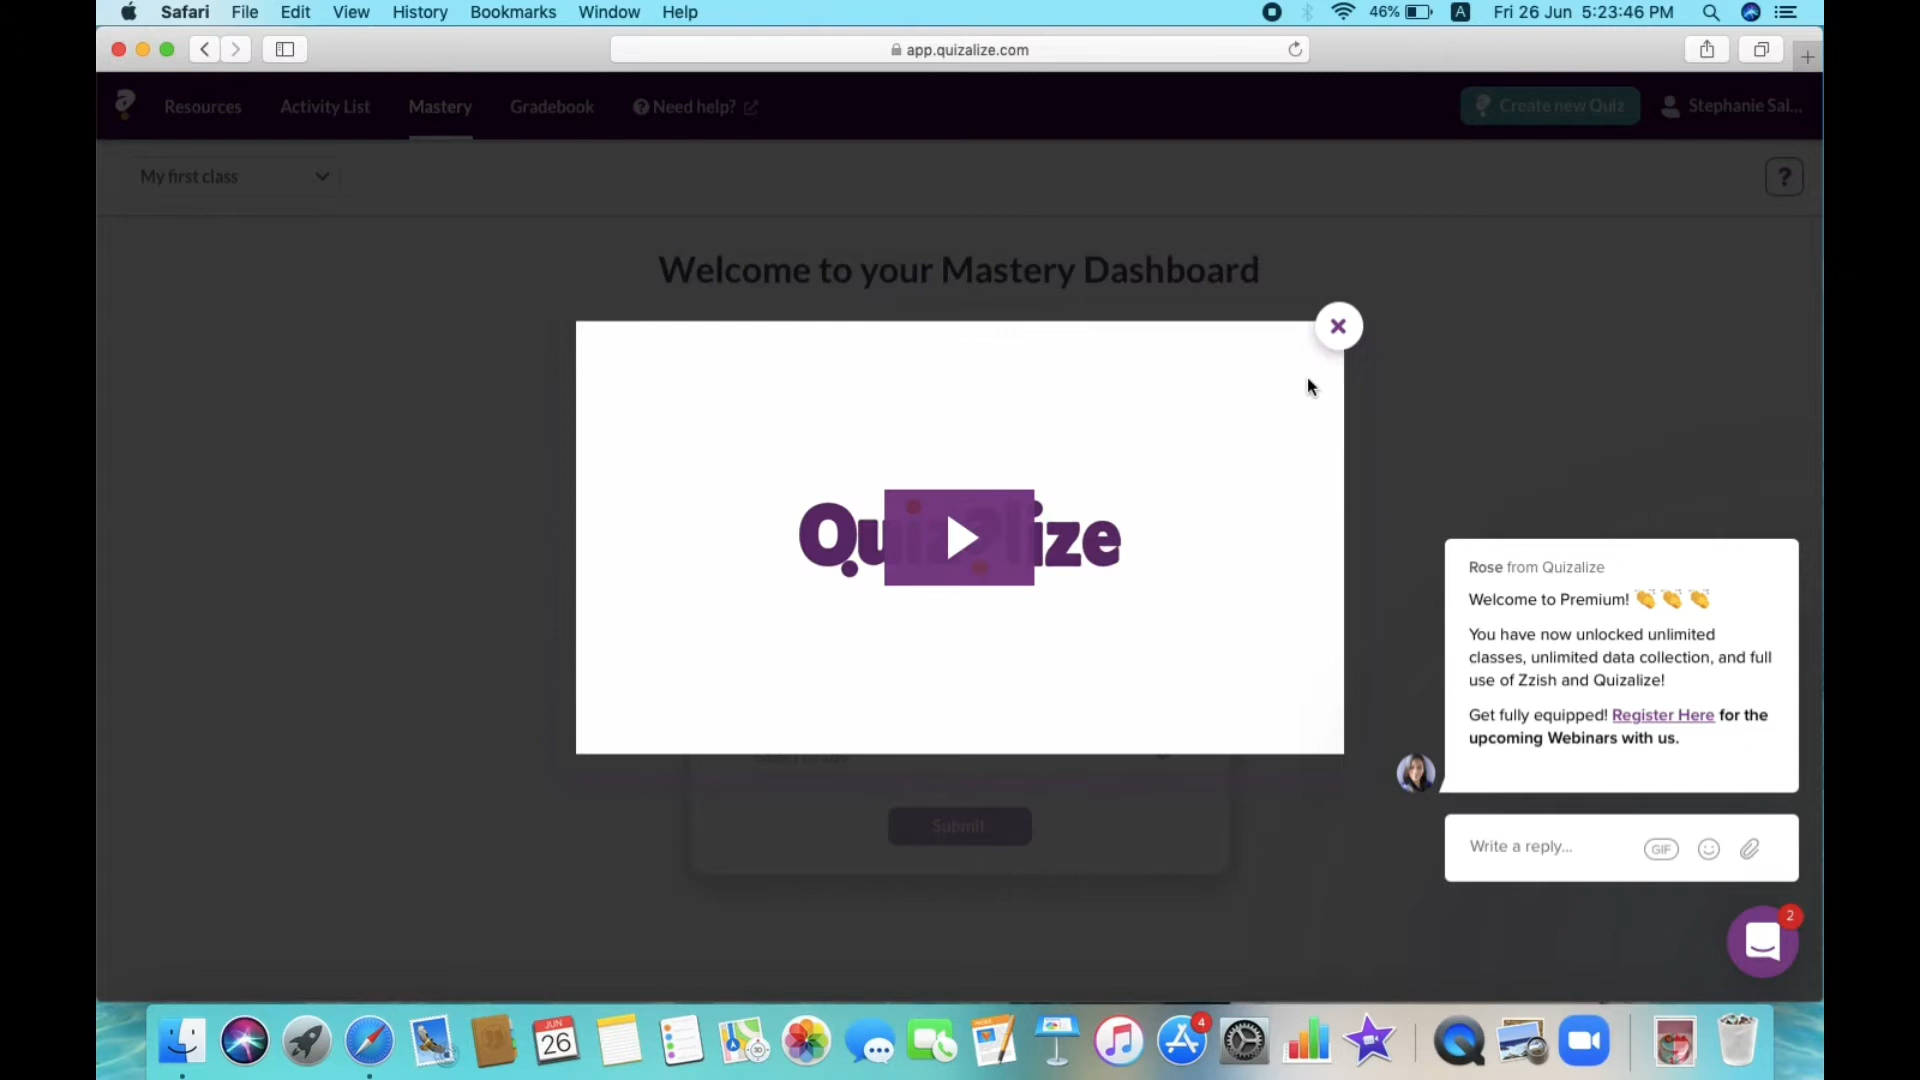 Safari File Edit View History Bookmarks Window Help 46% A Fri 26 Jun 5:23:46 PM
app.quizalize.com
Resources Activity List Mastery Gradebook Need help? Create new Quiz Stephanie Sal...
My first class ?
Welcome to your Mastery Dashboard
Quizalize
Rose from Quizalize
Welcome to Premium! 👏 👏 👏
You have now unlocked unlimited
classes, unlimited data collection, and full
use of Zzish and Quizalize!
Get fully equipped! Register Here for the
upcoming Webinars with us.
Submit
Write a reply... GIF
2
JUN
26
4